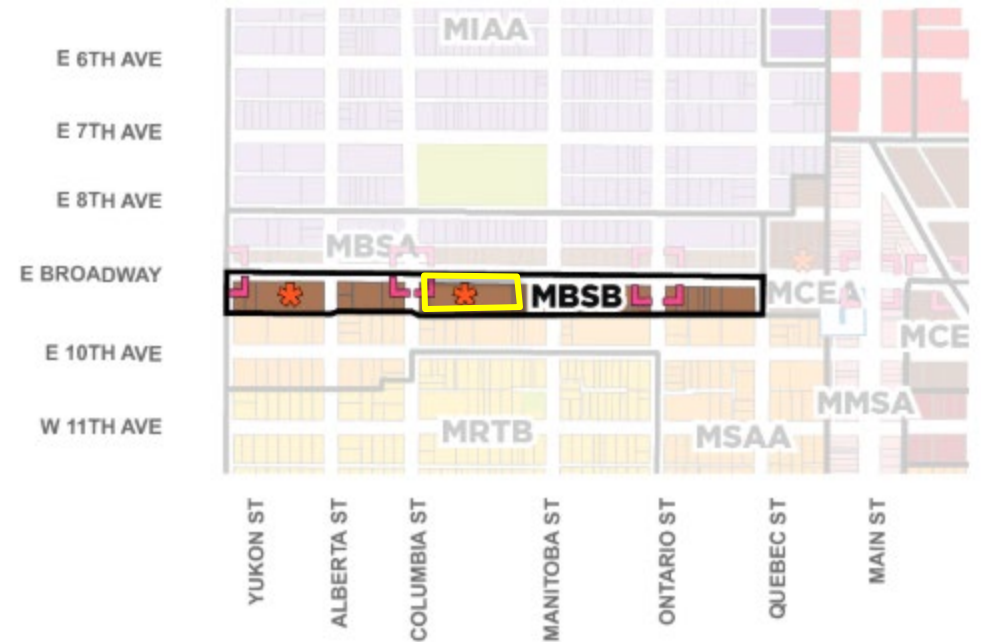 MIAA
E 6TH AVE
E 7TH AVE
E 8TH AVE
MBSA
E BROADWAY
MBSB
MCEA
MCE
E 10TH AVE
W 11TH AVE
MMSA
MRTB
MSAA
YUKON ST
ALBERTA ST
COLUMBIA ST
MANITOBA ST
ONTARIO ST
QUEBEC ST
MAIN ST